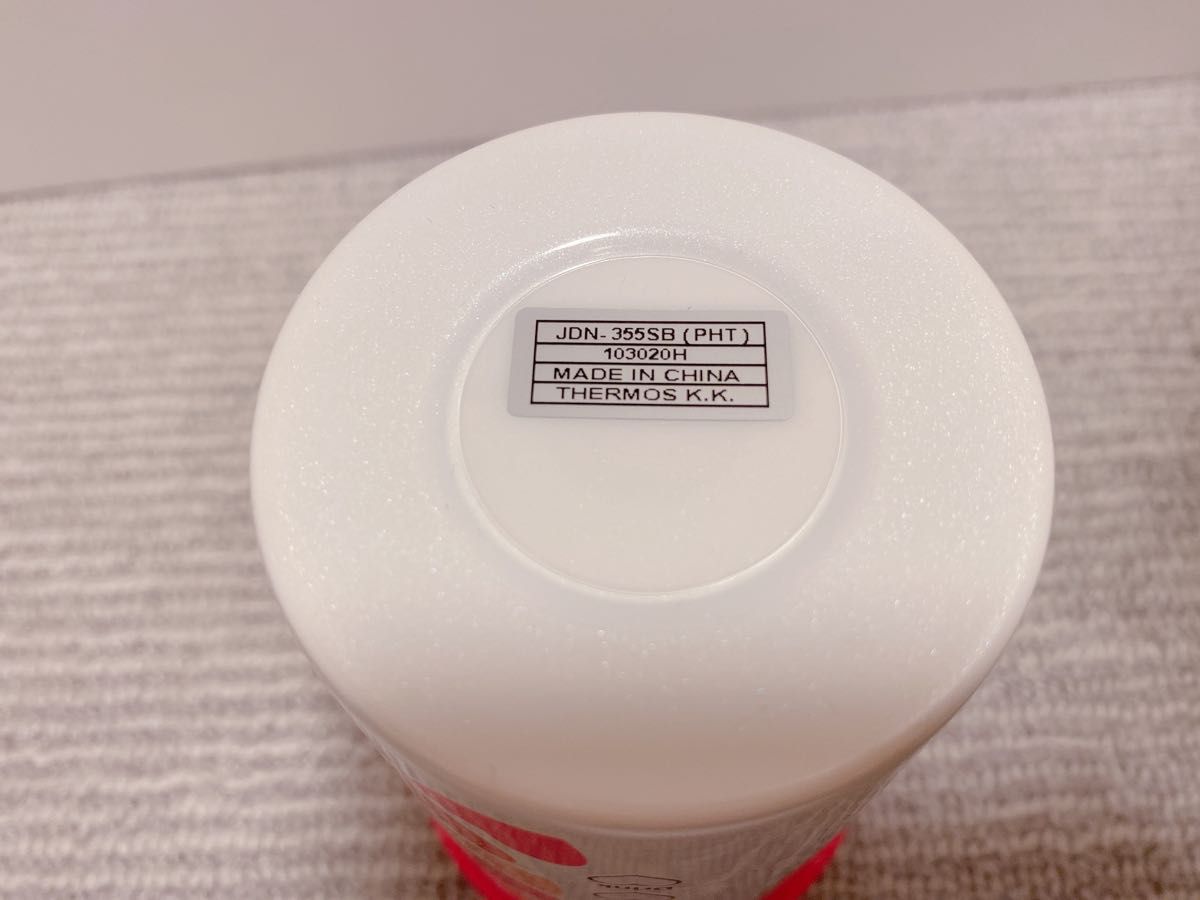 JDN- 355SB ( PHT )
103020H
MADE IN CHINA
THERMOS K.K.